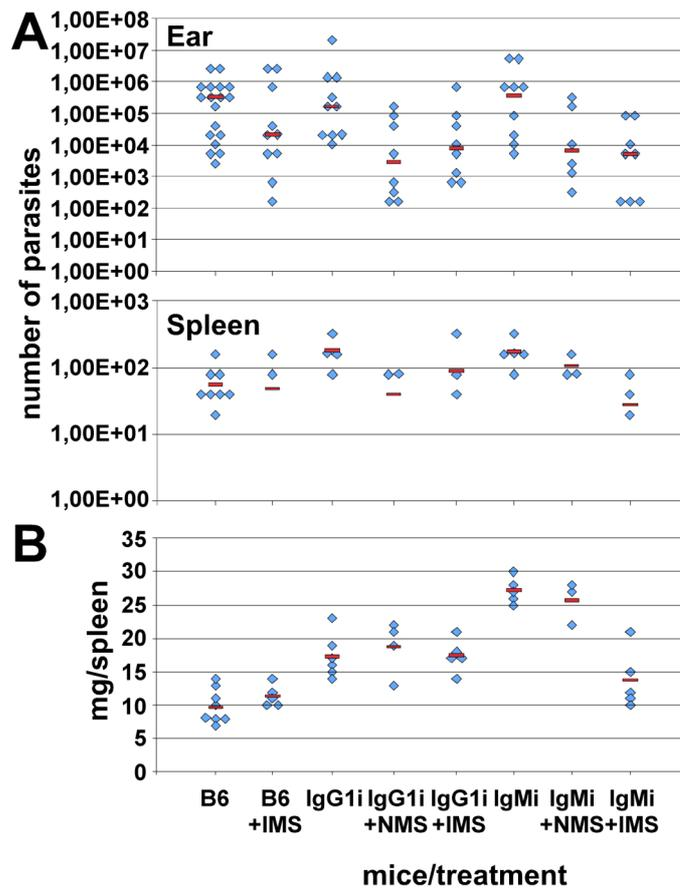 A
Ear
number of parasites
1,00E+08
1,00E+07
1,00E+06
1,00E+05
1,00E+04
1,00E+03
1,00E+02
1,00E+01
1,00E+00
Spleen
1,00E+03
1,00E+02
1,00E+01
1,00E+00
B
mg/spleen
35
30
25
20
15
10
5
0
B6 B6 IgG1i IgG1i IgG1i IgMi IgMi IgMi
+IMS +NMS +IMS +NMS +IMS
mice/treatment